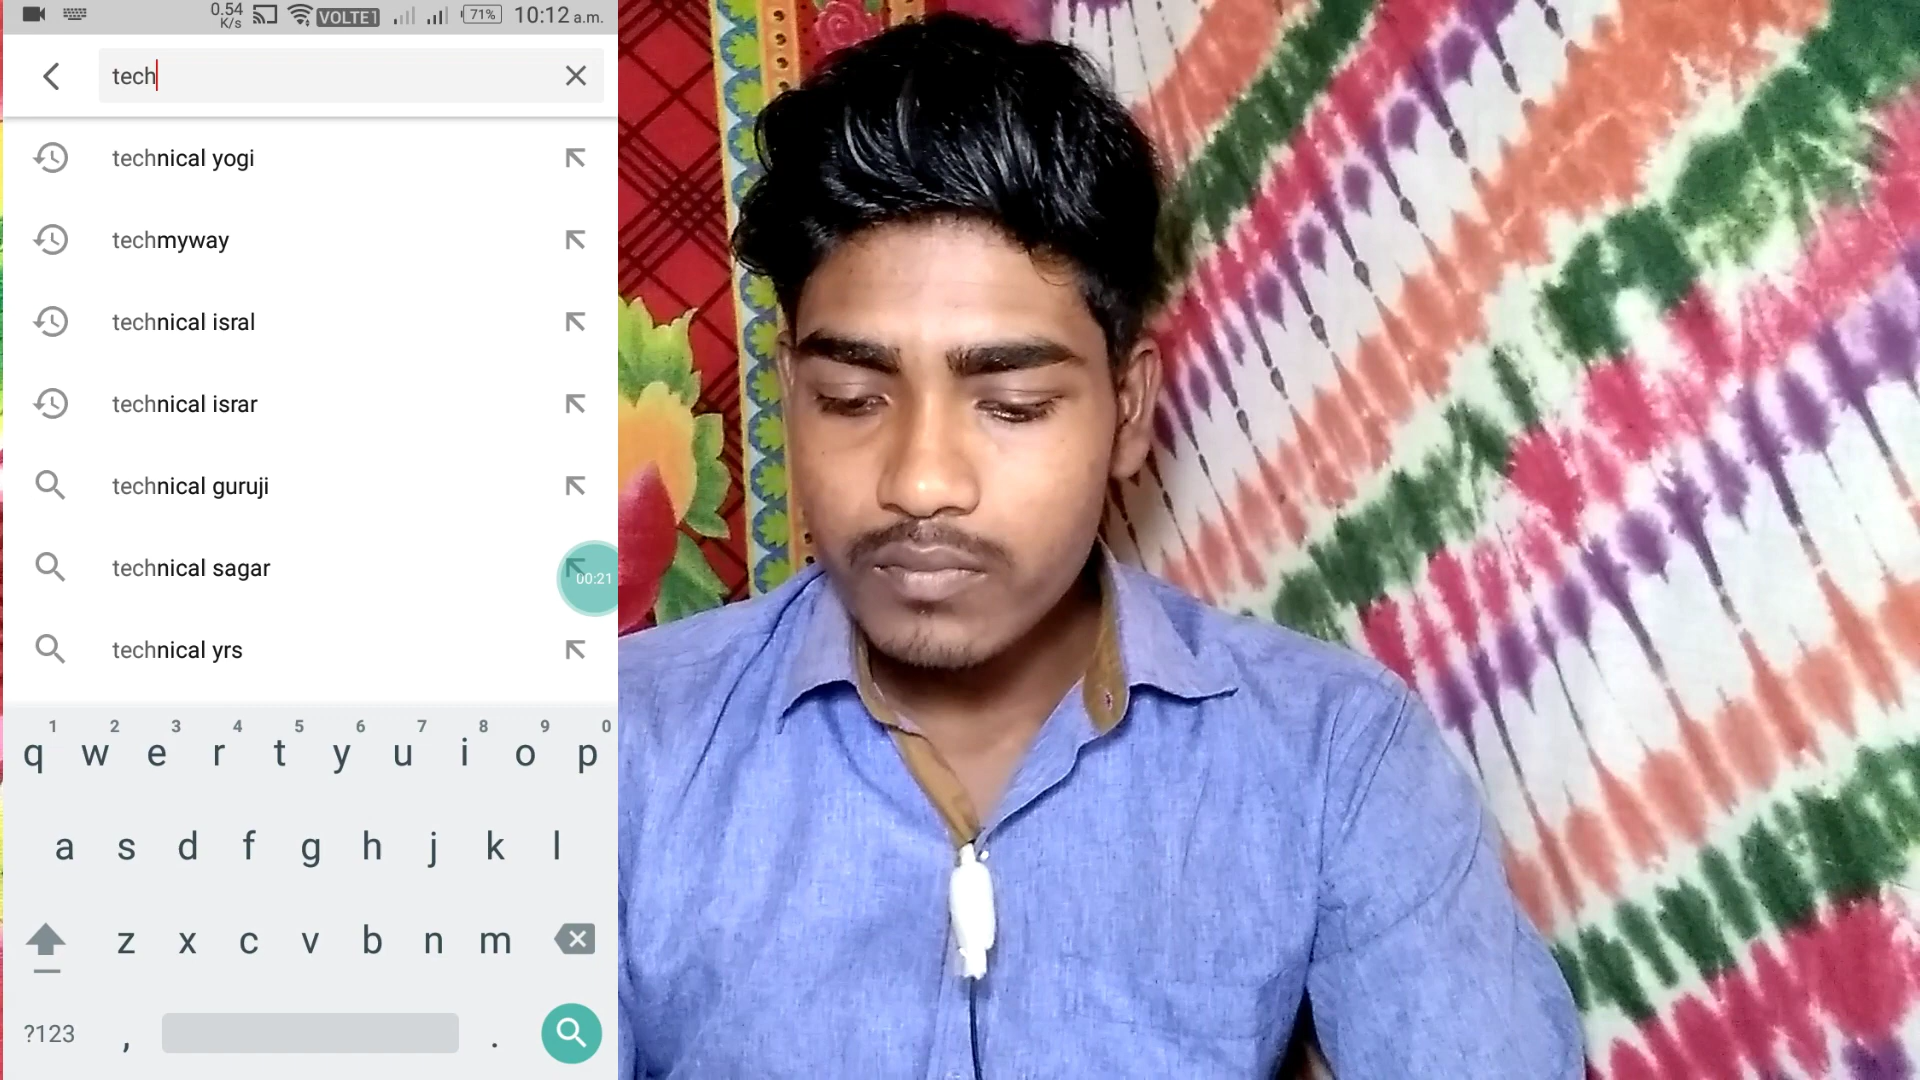 0.54
K/s
VOLTE1
71%
10:12 a.m.
tech
technical yogi
techmyway
technical isral
technical israr
technical guruji
technical sagar
00:21
technical yrs
1 2 3 4 5 6 7 8 9 0
q w e r t y u i o p
a s d f g h j k l
z x c v b n m
?123 , .